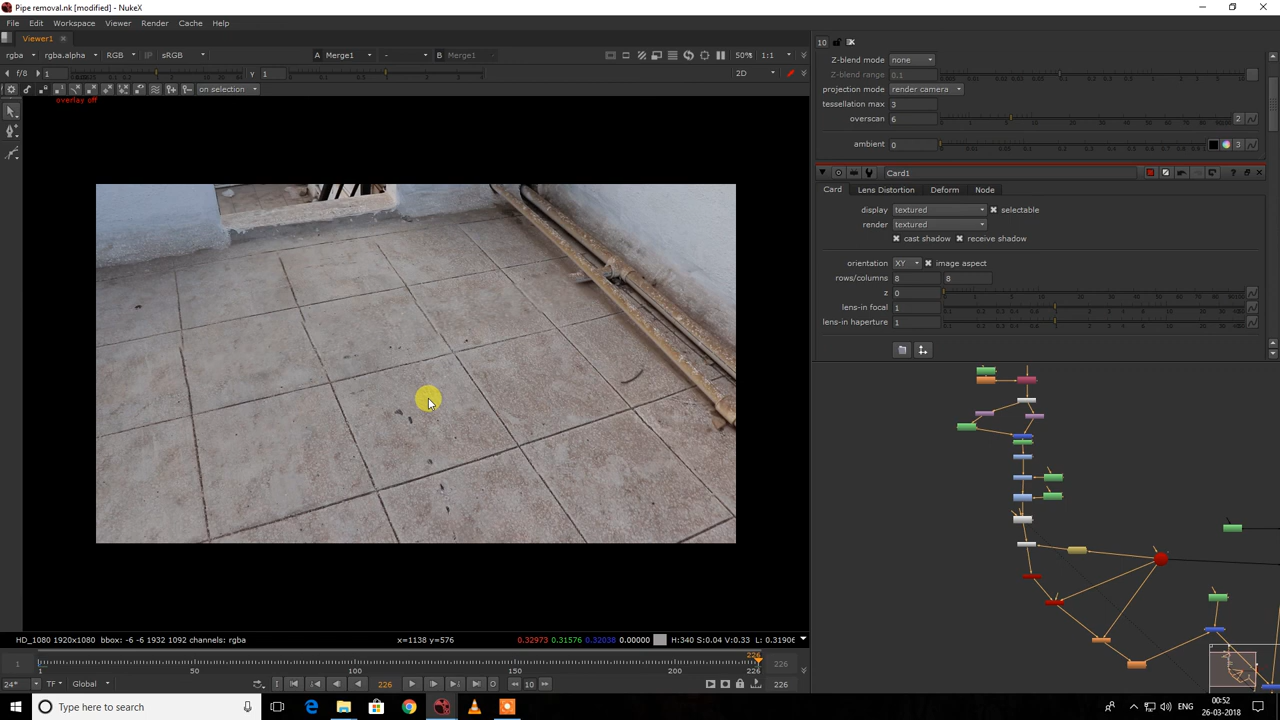 Pipe removal.nk [modified] - NukeX
File Edit Workspace Viewer Render Cache Help
Viewer1
rgba rgba.alpha RGB IP sRGB A Merge1 - B Merge1 50% 1:1
f/8 1 Y 1 2D
on selection
overlay off
HD_1080 1920x1080 bbox: -6 -6 1932 1092 channels: rgba x=1138 y=576 0.32973 0.31576 0.32038 0.00000 H:340 S:0.04 V:0.33 L: 0.31906
1 50 100 150 200 226 226 226
24* TF Global 226 10 226
10
Z-blend mode none
Z-blend range 0.1
projection mode render camera
tessellation max 3
overscan 6 2
ambient 0 3
Card1
Card Lens Distortion Deform Node
display textured selectable
render textured
cast shadow receive shadow
orientation XY image aspect
rows/columns 8 8
z 0
lens-in focal 1
lens-in haperture 1
Type here to search
ENG
00:52
26-03-2018